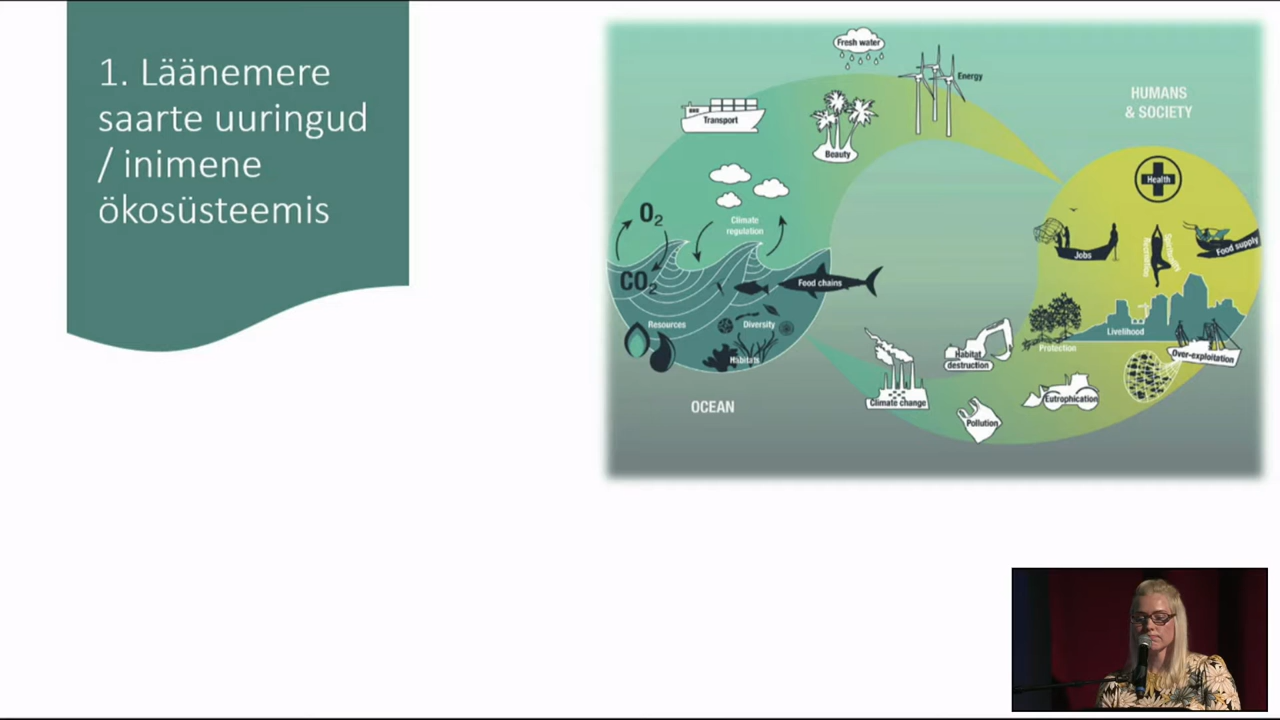 1. Läänemere
saarte uuringud
/ inimene
ökosüsteemis
Fresh water
Energy
HUMANS
& SOCIETY
Transport
Beauty
Health
O2
Climate
regulation
CO2
Food chains
Jobs
Food supply
Resources
Diversity
Habitats
Livelihood
Protection
Over-exploitation
Habitat
destruction
Climate change
Eutrophication
Pollution
OCEAN